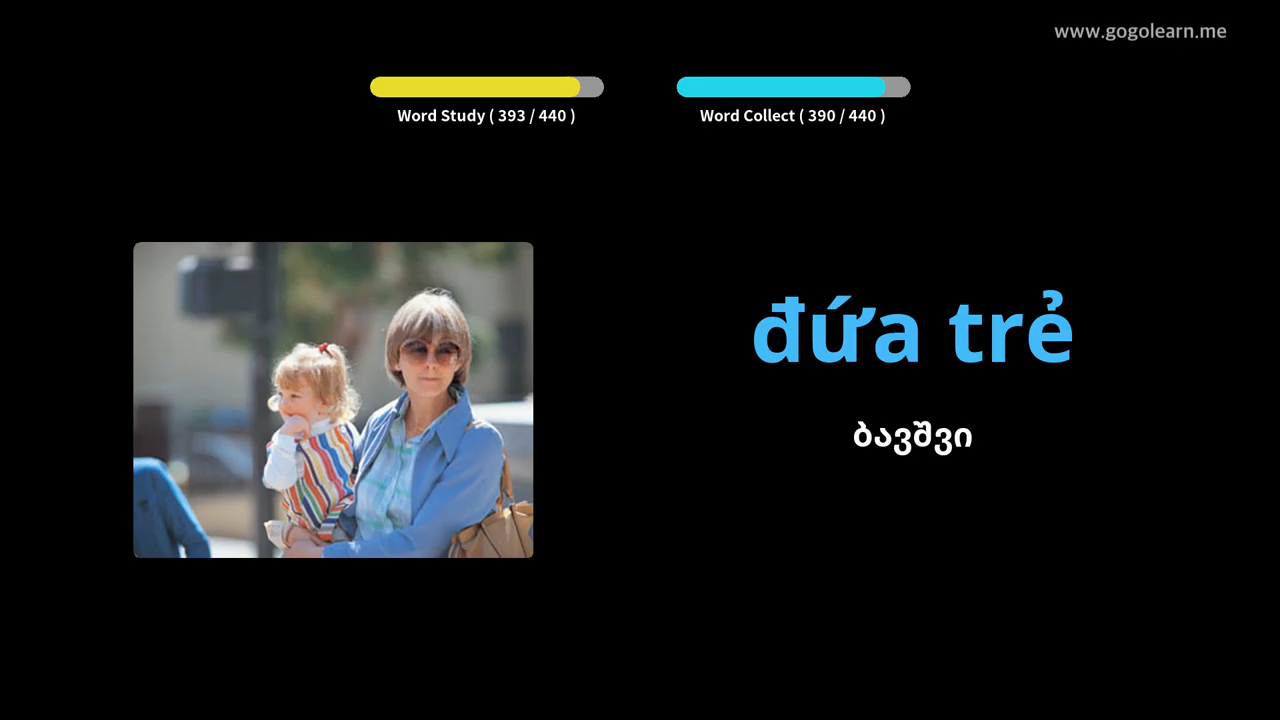 www.gogolearn.me
Word Study ( 393 / 440 )
Word Collect ( 390 / 440 )
đứa trẻ
ბავშვი